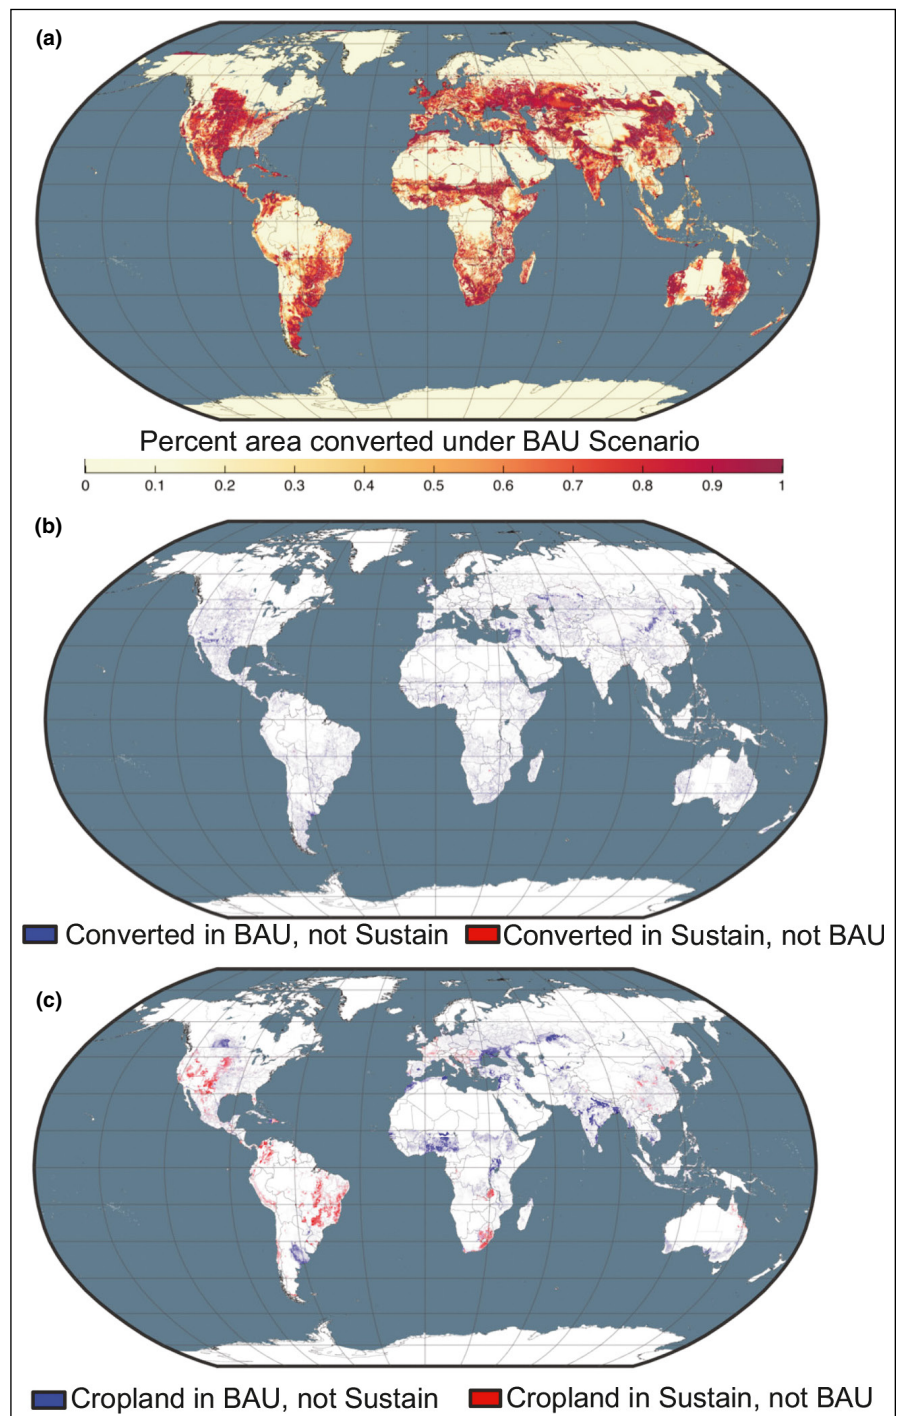 (a)
Percent area converted under BAU Scenario
0 0.1 0.2 0.3 0.4 0.5 0.6 0.7 0.8 0.9 1
(b)
Converted in BAU, not Sustain Converted in Sustain, not BAU
(c)
Cropland in BAU, not Sustain Cropland in Sustain, not BAU